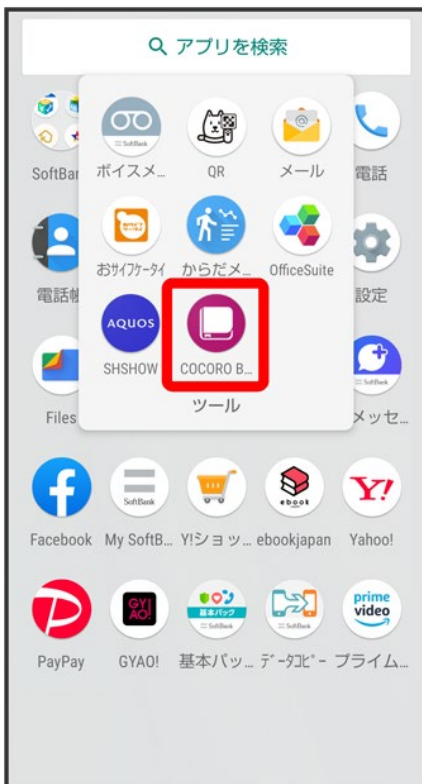 アプリを検索
SoftBan
ボイスメ...
QR
メール
電話
電話帳
おサイフケータイ
からだメ...
OfficeSuite
設定
AQUOS
SHSHOW
COCORO B...
Files
メッセ...
ツール
SoftBank
ebook
Y!
Facebook
My SoftB...
Y!ショッ...
ebookjapan
Yahoo!
GYAO!
基本パック
SoftBank
SoftBank
prime video
PayPay
GYAO!
基本パッ...
データコピー
プライム...